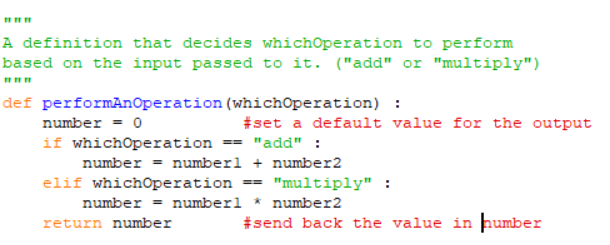 """
A definition that decides whichOperation to perform
based on the input passed to it. ("add" or "multiply")
"""
def performAnOperation(whichOperation) :
    number = 0          #set a default value for the output
    if whichOperation == "add" :
        number = number1 + number2
    elif whichOperation == "multiply" :
        number = number1 * number2
    return number       #send back the value in number